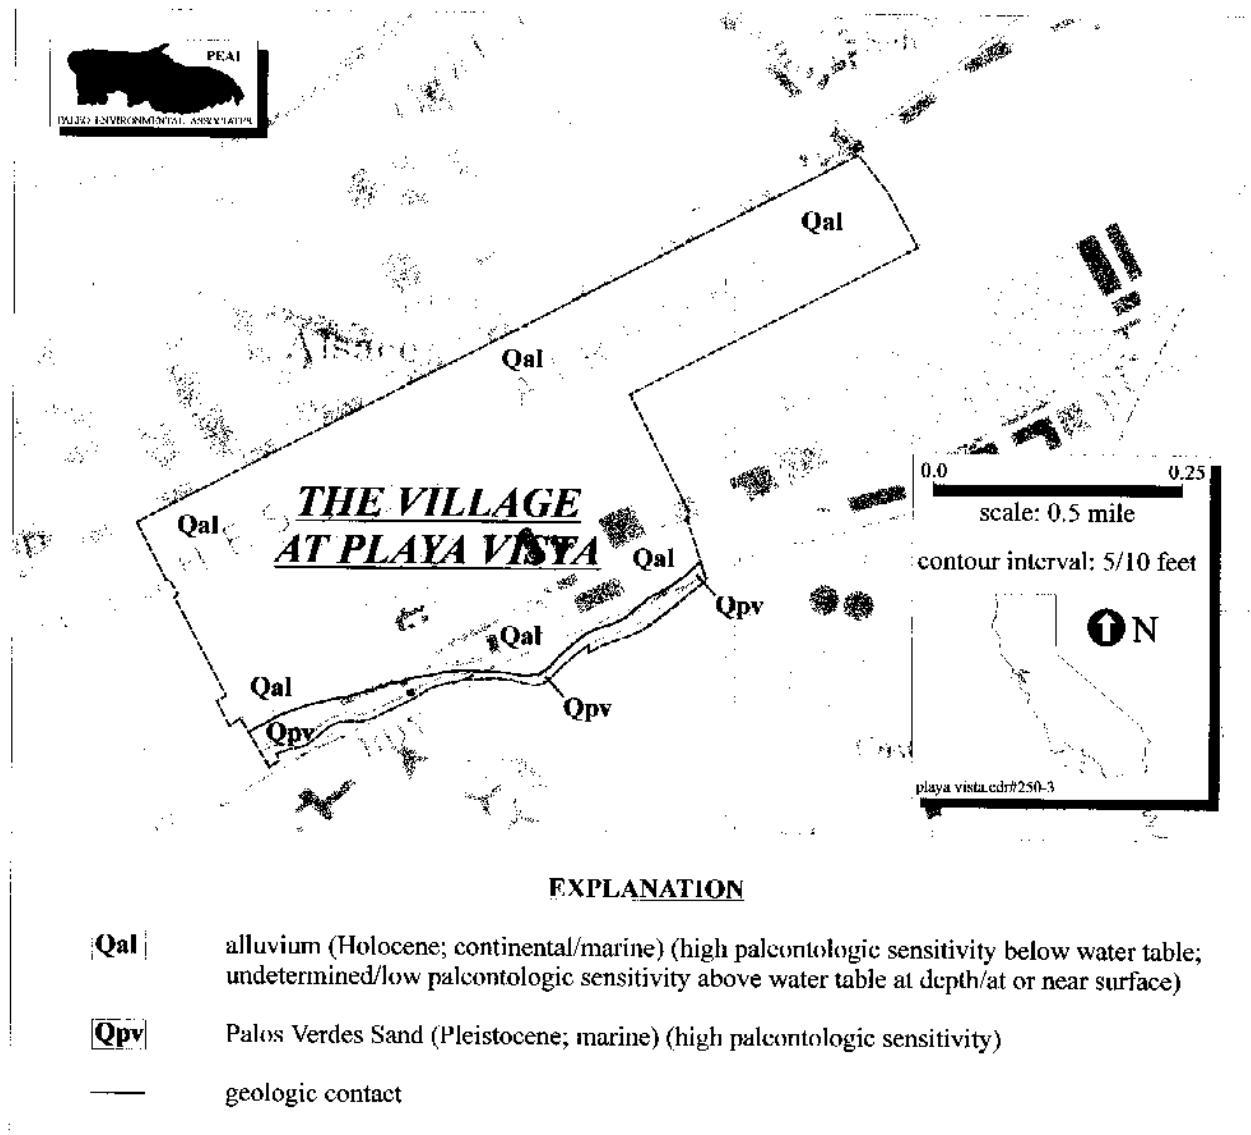 PEAI
PALEO ENVIRONMENTAL ASSOCIATES
Qal
Qal
Qal
THE VILLAGE
AT PLAYA VISTA
Qal
Qpv
Qal
Qal
Qpv
Qpv
0.0 0.25
scale: 0.5 mile
contour interval: 5/10 feet
N
playa vista.cdr#250-3
EXPLANATION
Qal alluvium (Holocene; continental/marine) (high paleontologic sensitivity below water table;
undetermined/low paleontologic sensitivity above water table at depth/at or near surface)
Qpv Palos Verdes Sand (Pleistocene; marine) (high paleontologic sensitivity)
geologic contact